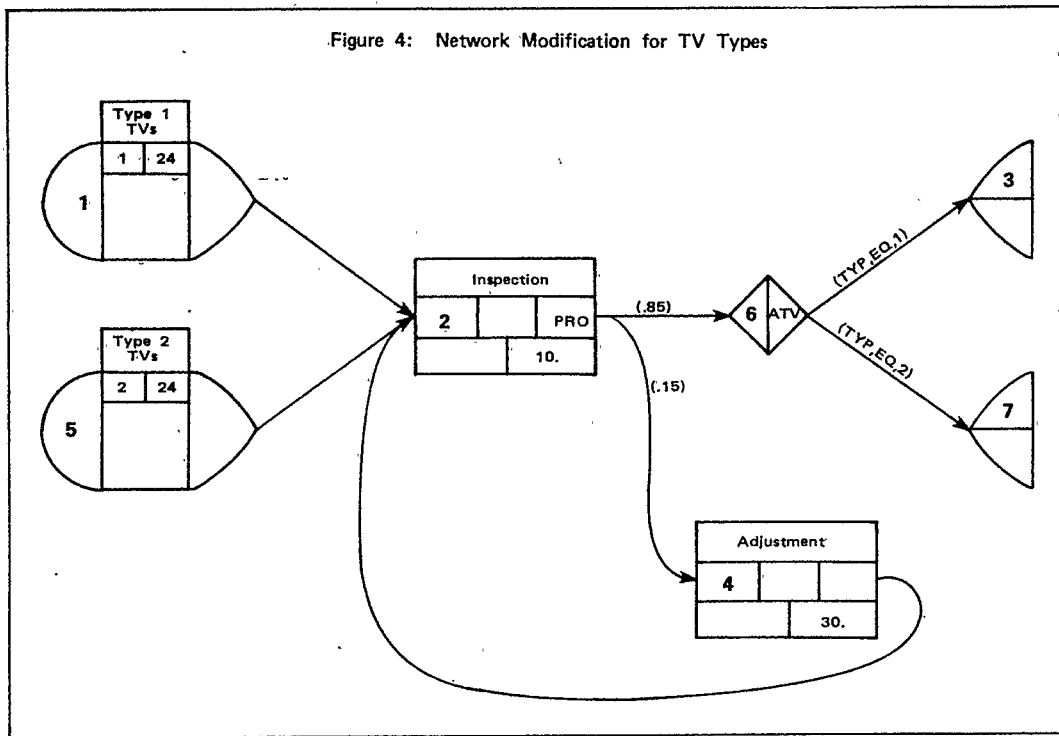 Figure 4: Network Modification for TV Types
Type 1
TVs
1 24
1
Type 2
TVs
2 24
5
Inspection
2 PRO
10.
(.85)
(.15)
6 ATV
(TYP,EQ,1)
(TYP,EQ,2)
3
7
Adjustment
4
30.